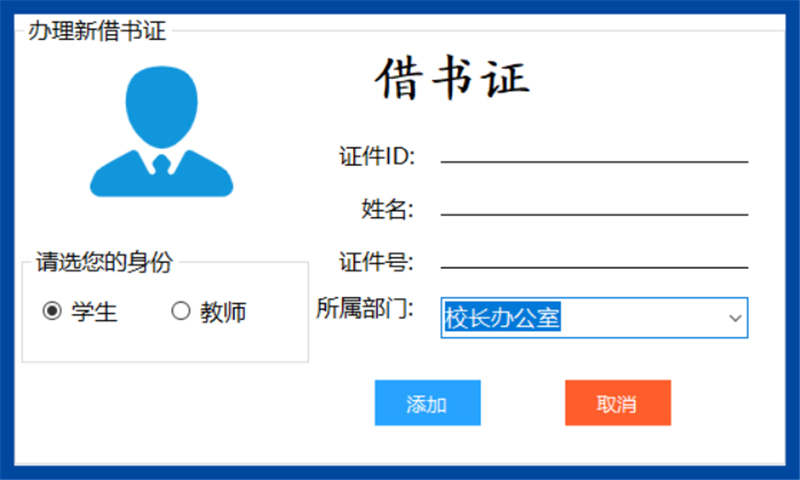 办理新借书证
借书证
证件ID:
姓名:
证件号:
请选您的身份
学生 教师
所属部门: 校长办公室
添加 取消